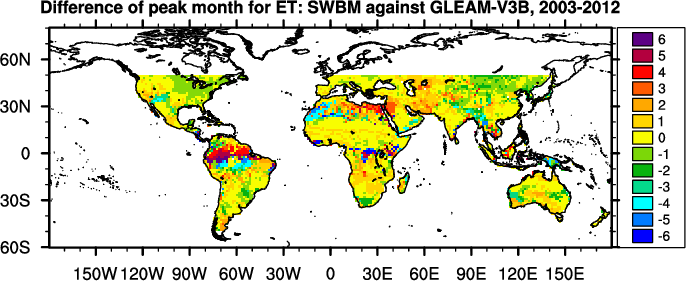 Difference of peak month for ET: SWBM against GLEAM-V3B, 2003-2012
60N
30N
0
30S
60S
150W 120W 90W 60W 30W 0 30E 60E 90E 120E 150E
6
5
4
3
2
1
0
-1
-2
-3
-4
-5
-6